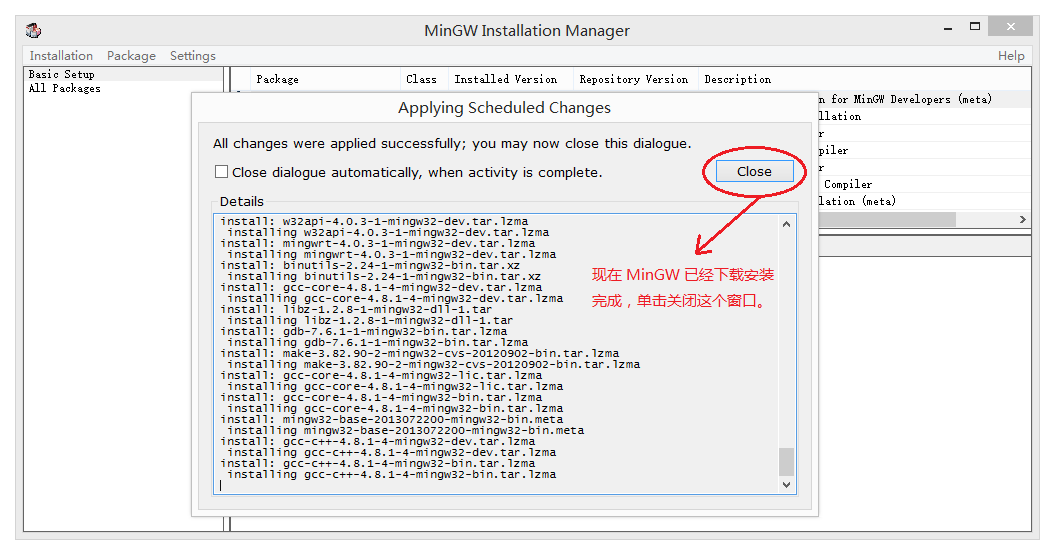 MinGW Installation Manager
Installation Package Settings Help
Basic Setup
All Packages
Package Class Installed Version Repository Version Description
n for MinGW Developers (meta)
llation
r
piler
r
Compiler
lation (meta)
Applying Scheduled Changes
All changes were applied successfully; you may now close this dialogue.
Close dialogue automatically, when activity is complete.
Close
Details
install: w32api-4.0.3-1-mingw32-dev.tar.lzma
installing w32api-4.0.3-1-mingw32-dev.tar.lzma
install: mingwrt-4.0.3-1-mingw32-dev.tar.lzma
installing mingwrt-4.0.3-1-mingw32-dev.tar.lzma
install: binutils-2.24-1-mingw32-bin.tar.xz
installing binutils-2.24-1-mingw32-bin.tar.xz
install: gcc-core-4.8.1-4-mingw32-dev.tar.lzma
installing gcc-core-4.8.1-4-mingw32-dev.tar.lzma
install: libz-1.2.8-1-mingw32-dll-1.tar
installing libz-1.2.8-1-mingw32-dll-1.tar
install: gdb-7.6.1-1-mingw32-bin.tar.lzma
installing gdb-7.6.1-1-mingw32-bin.tar.lzma
install: make-3.82.90-2-mingw32-cvs-20120902-bin.tar.lzma
installing make-3.82.90-2-mingw32-cvs-20120902-bin.tar.lzma
install: gcc-core-4.8.1-4-mingw32-lic.tar.lzma
installing gcc-core-4.8.1-4-mingw32-lic.tar.lzma
install: gcc-core-4.8.1-4-mingw32-bin.tar.lzma
installing gcc-core-4.8.1-4-mingw32-bin.tar.lzma
install: mingw32-base-2013072200-mingw32-bin.meta
installing mingw32-base-2013072200-mingw32-bin.meta
install: gcc-c++-4.8.1-4-mingw32-dev.tar.lzma
installing gcc-c++-4.8.1-4-mingw32-dev.tar.lzma
install: gcc-c++-4.8.1-4-mingw32-bin.tar.lzma
installing gcc-c++-4.8.1-4-mingw32-bin.tar.lzma
现在 MinGW 已经下载安装
完成，单击关闭这个窗口。